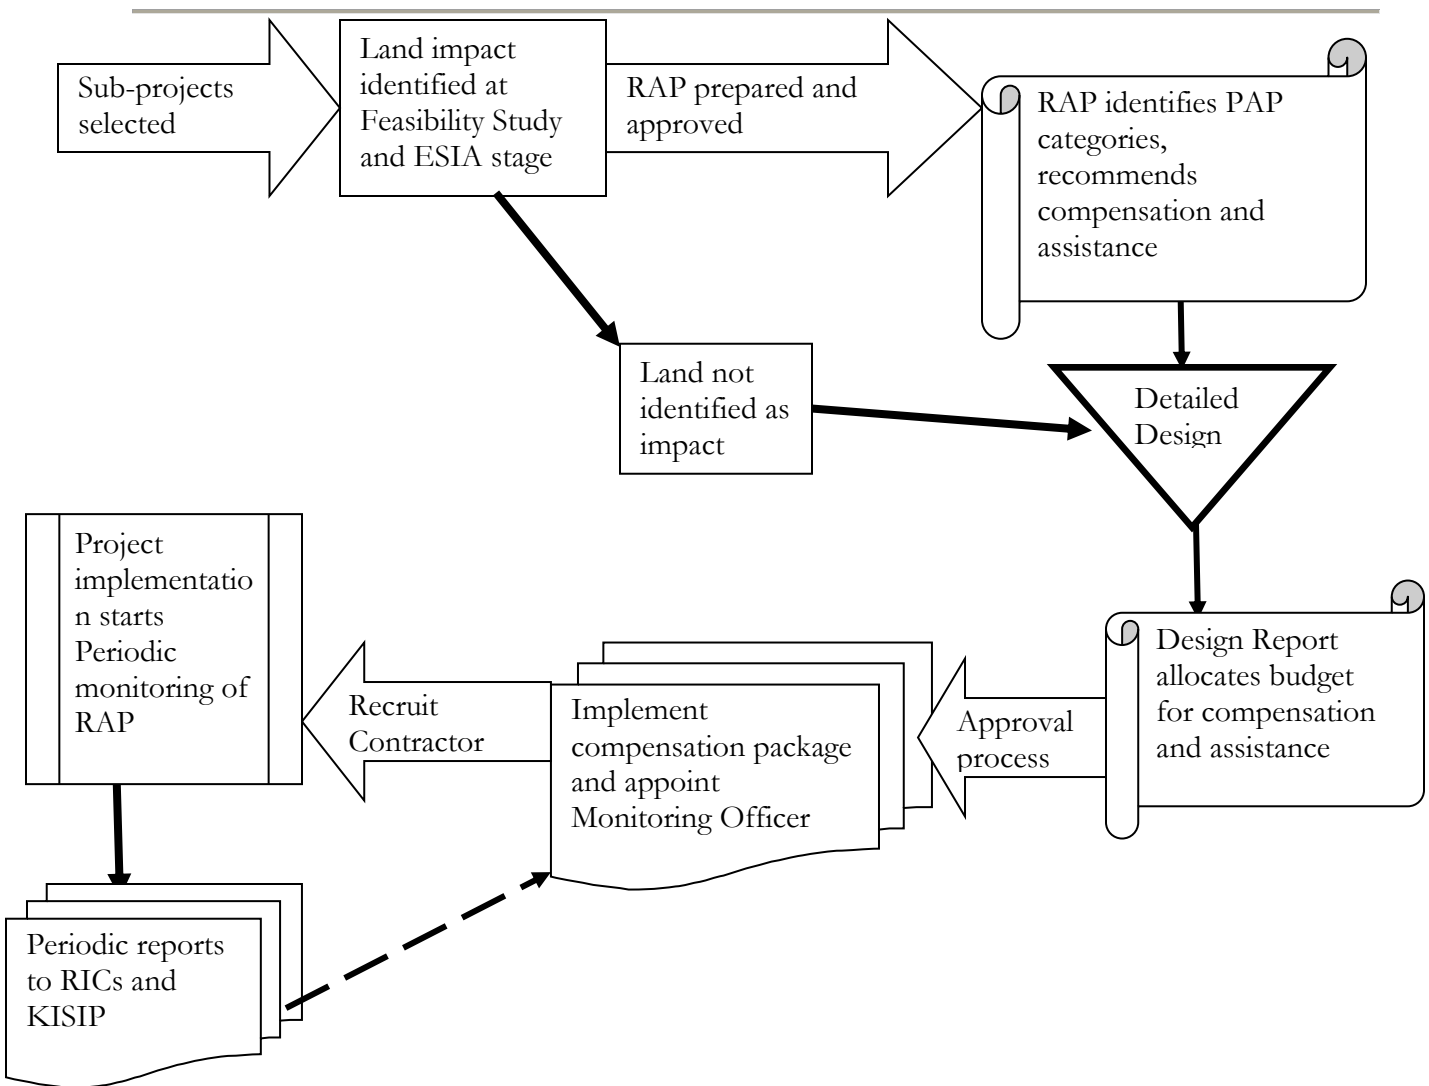 Sub-projects
selected
Land impact
identified at
Feasibility Study
and ESIA stage
RAP prepared and
approved
RAP identifies PAP
categories,
recommends
compensation and
assistance
Land not
identified as
impact
Detailed
Design
Design Report
allocates budget
for compensation
and assistance
Approval
process
Implement
compensation package
and appoint
Monitoring Officer
Recruit
Contractor
Project
implementatio
n starts
Periodic
monitoring of
RAP
Periodic reports
to RICs and
KISIP